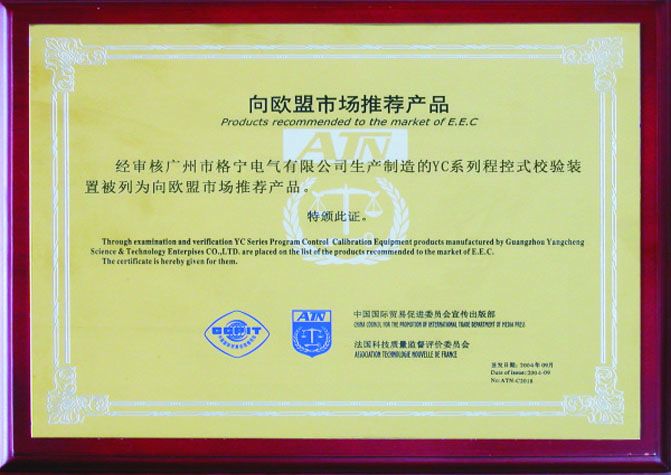 向欧盟市场推荐产品
Products recommended to the market of E.E.C
ATN
经审核广州市格宁电气有限公司生产制造的YC系列程控式校验装
置被列为向欧盟市场推荐产品。
特颁此证。
Through examination and verification YC Series Program Control Calibration Equipment products manufactured by Guangzhou Yangcheng
Science & Technology Enterpises CO.,LTD. are placed on the list of the products recommended to the market of E.E.C.
The certificate is hereby given for them.
CCPIT
ATN
中国国际贸易促进委员会宣传出版部
CHINA COUNCIL FOR THE PROMOTION OF INTERNATIONAL TRADE DEPARTMENT OF MEDIA PRESS
法国科技质量监督评价委员会
ASSOCIATION TECHNOLOGIE NOUVELLE DE FRANCE
签发日期：2004年09月
Date of issue: 2004-09
No: ATN-C2018